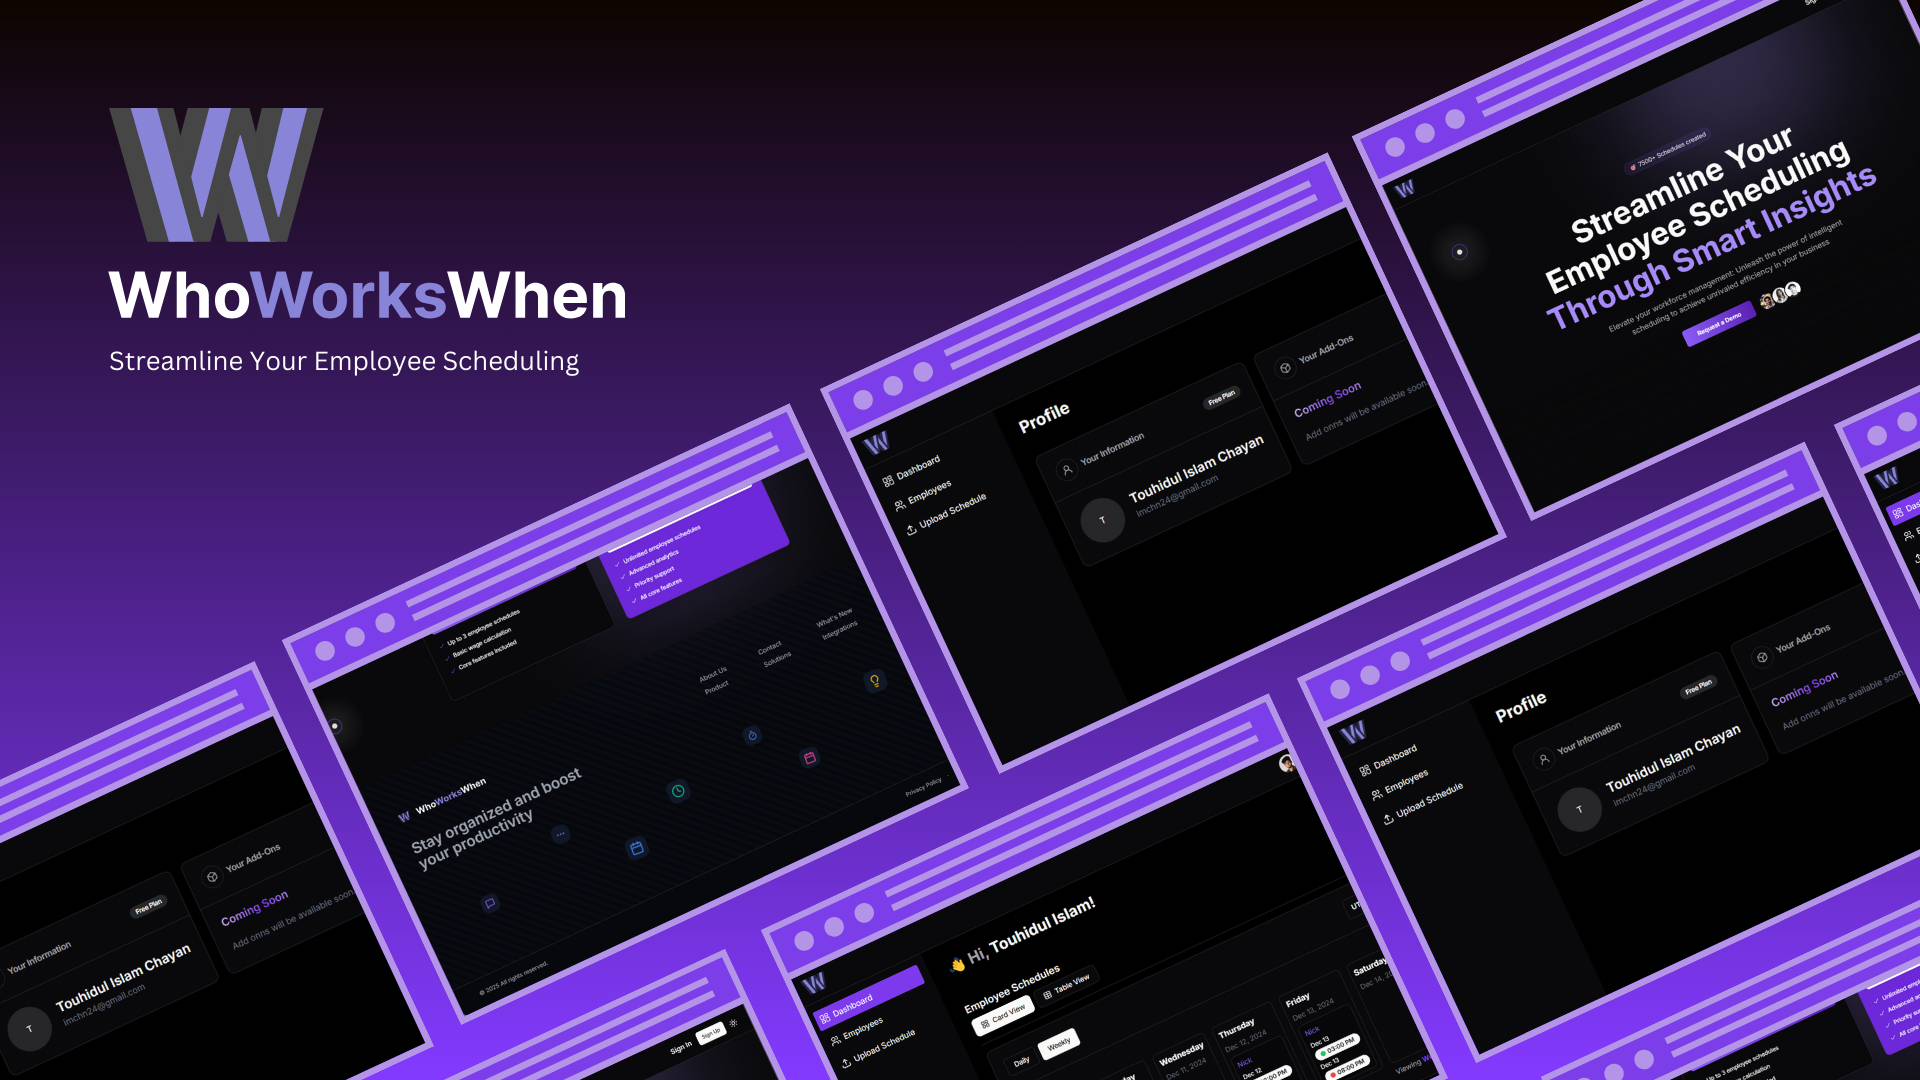 WhoWorksWhen
Streamline Your Employee Scheduling
7500+ Schedules created
Streamline Your
Employee Scheduling
Through Smart Insights
Elevate your workforce management: Unleash the power of intelligent
scheduling to achieve unrivaled efficiency in your business
Request a Demo
Dashboard
Employees
Upload Schedule
Profile
Your Information
Free Plan
Touhidul Islam Chayan
imchn24@gmail.com
T
Your Add-Ons
Coming Soon
Add onns will be available soon
Up to 3 employee schedules
Basic wage calculation
Core features included
Unlimited employee schedules
Advanced analytics
Priority support
All core features
WhoWorksWhen
Stay organized and boost
your productivity
About Us
Product
Contact
Solutions
What's New
Integrations
Privacy Policy
© 2025 All rights reserved.
Your Information
Free Plan
Touhidul Islam Chayan
imchn24@gmail.com
T
Your Add-Ons
Coming Soon
Add onns will be available soon
Dashboard
Employees
Upload Schedule
Profile
Your Information
Free Plan
Touhidul Islam Chayan
imchn24@gmail.com
T
Your Add-Ons
Coming Soon
Add onns will be available soon
Dashboard
Employees
Upload Schedule
👋 Hi, Touhidul Islam!
Employee Schedules
Card View
Table View
Daily
Weekly
Wednesday
Dec 11, 2024
Thursday
Dec 12, 2024
Nick
Dec 12
Friday
Dec 13, 2024
Nick
Dec 13
03:00 PM
Dec 13
08:00 PM
Saturday
Viewing
Sign In
Sign Up